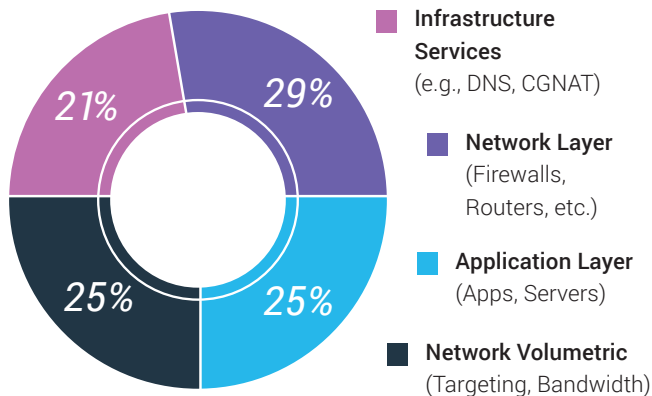 21%
29%
25%
25%
Infrastructure
Services
(e.g., DNS, CGNAT)
Network Layer
(Firewalls,
Routers, etc.)
Application Layer
(Apps, Servers)
Network Volumetric
(Targeting, Bandwidth)